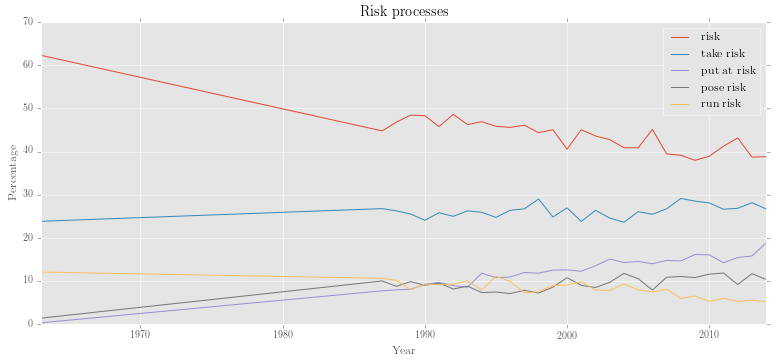 Risk processes
risk
take risk
put at risk
pose risk
run risk
70
60
50
40
30
20
10
0
Percentage
1970 1980 1990 2000 2010
Year